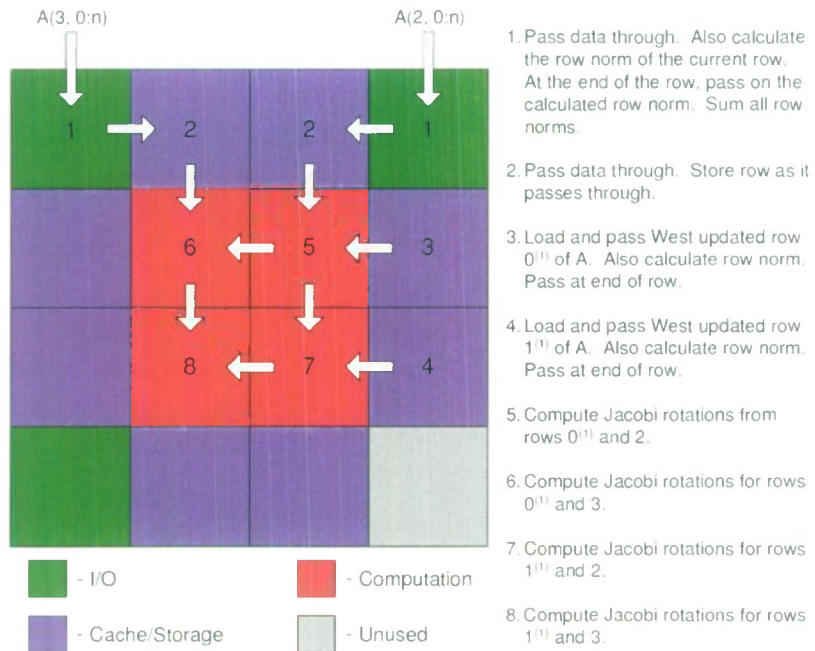 A(3, 0:n)
A(2, 0:n)
1
2
2
1
6
5
3
8
7
4
- I/O
- Computation
- Cache/Storage
- Unused
1. Pass data through. Also calculate
the row norm of the current row.
At the end of the row, pass on the
calculated row norm. Sum all row
norms.
2. Pass data through. Store row as it
passes through.
3. Load and pass West updated row
0⁽¹⁾ of A. Also calculate row norm.
Pass at end of row.
4. Load and pass West updated row
1⁽¹⁾ of A. Also calculate row norm.
Pass at end of row.
5. Compute Jacobi rotations from
rows 0⁽¹⁾ and 2.
6. Compute Jacobi rotations for rows
0⁽¹⁾ and 3.
7. Compute Jacobi rotations for rows
1⁽¹⁾ and 2.
8. Compute Jacobi rotations for rows
1⁽¹⁾ and 3.